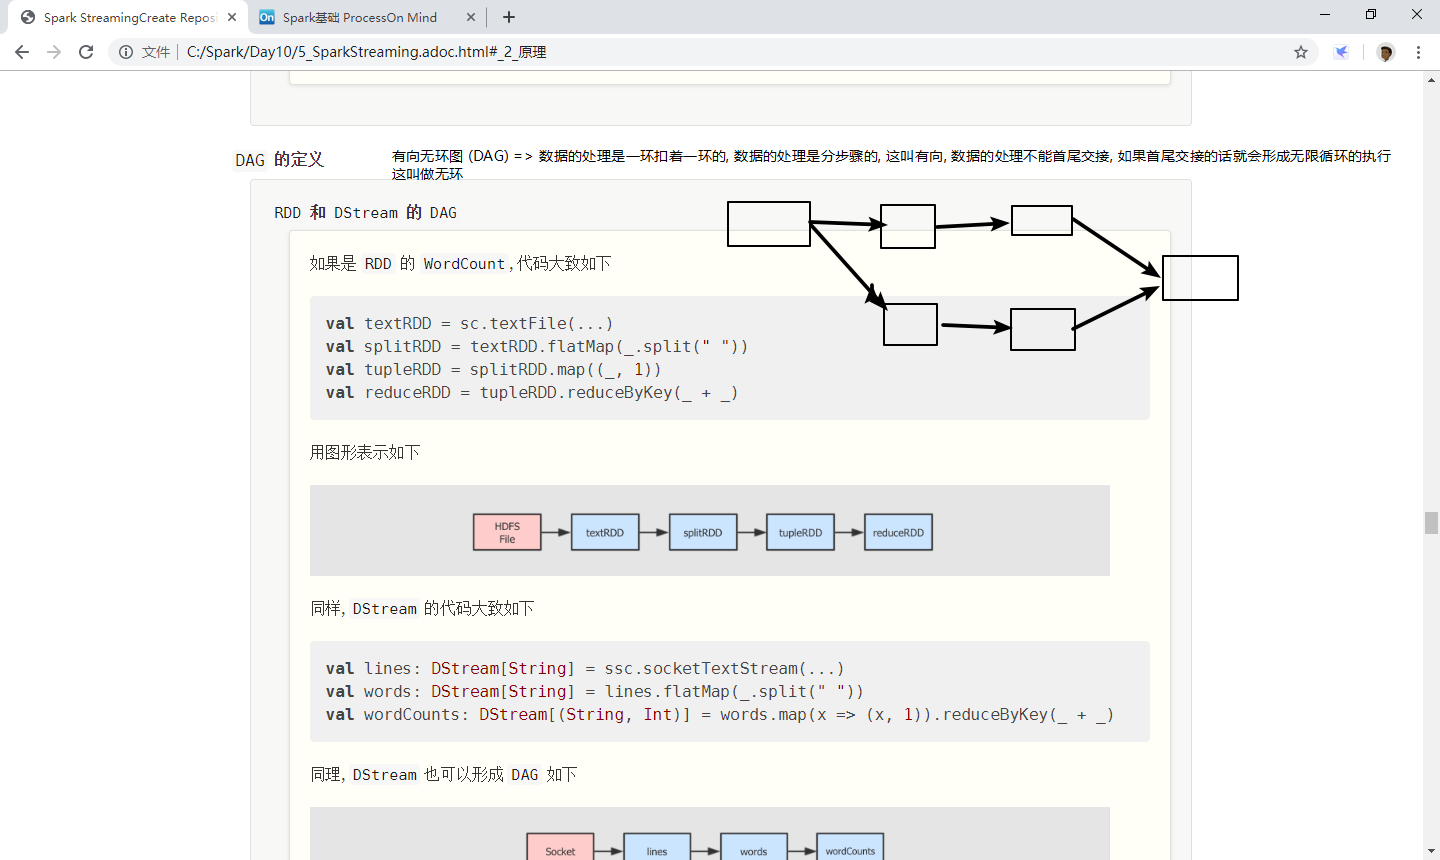 Spark StreamingCreate Reposi
Spark基础 ProcessOn Mind
文件
C:/Spark/Day10/5_SparkStreaming.adoc.html#_2_原理
DAG 的定义
有向无环图 (DAG) => 数据的处理是一环扣着一环的, 数据的处理是分步骤的, 这叫有向, 数据的处理不能首尾交接, 如果首尾交接的话就会形成无限循环的执行
这叫做无环
RDD 和 DStream 的 DAG
如果是 RDD 的 WordCount, 代码大致如下
val textRDD = sc.textFile(...)
val splitRDD = textRDD.flatMap(_.split(" "))
val tupleRDD = splitRDD.map((_, 1))
val reduceRDD = tupleRDD.reduceByKey(_ + _)
用图形表示如下
HDFS
File
textRDD
splitRDD
tupleRDD
reduceRDD
同样, DStream 的代码大致如下
val lines: DStream[String] = ssc.socketTextStream(...)
val words: DStream[String] = lines.flatMap(_.split(" "))
val wordCounts: DStream[(String, Int)] = words.map(x => (x, 1)).reduceByKey(_ + _)
同理, DStream 也可以形成 DAG 如下
Socket
lines
words
wordCounts